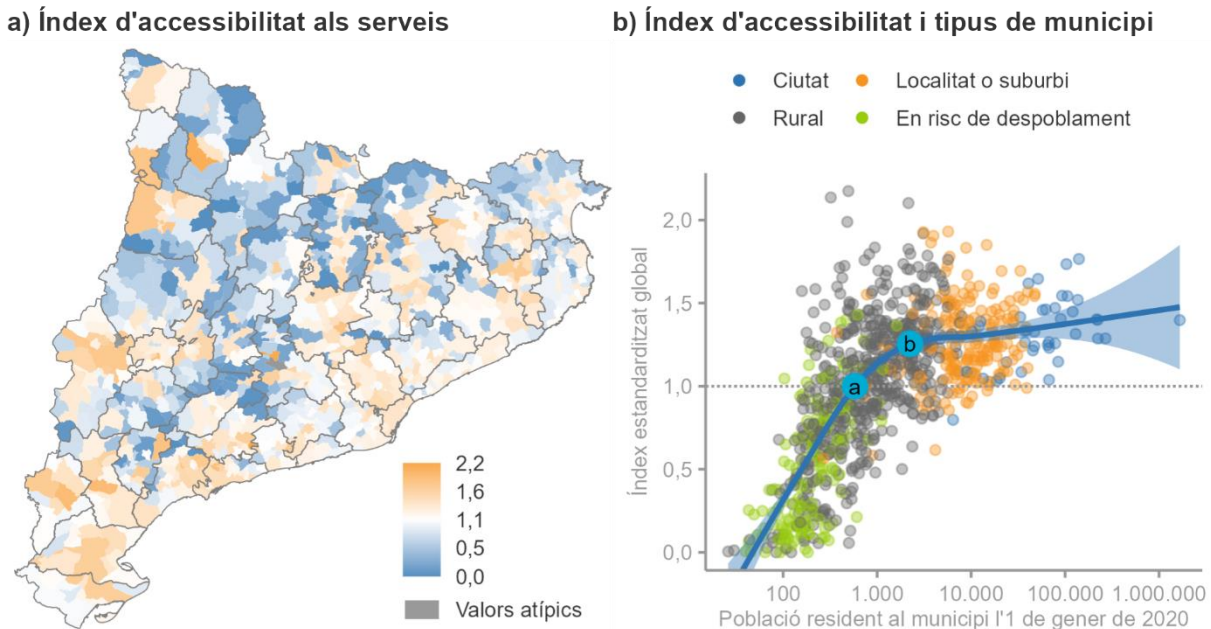 a) Índex d'accessibilitat als serveis
2,2
1,6
1,1
0,5
0,0
Valors atípics
b) Índex d'accessibilitat i tipus de municipi
Ciutat
Localitat o suburbi
Rural
En risc de despoblament
Índex estandarditzat global
2,0
1,5
1,0
0,5
0,0
b
a
100
1.000
10.000
100.000
1.000.000
Població resident al municipi l'1 de gener de 2020